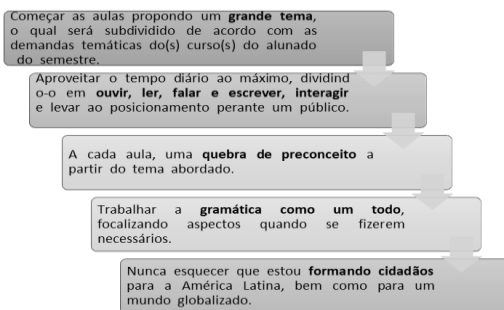 Começar as aulas propondo um grande tema,
o qual será subdividido de acordo com as
demandas temáticas do(s) curso(s) do alunado
do semestre.
Aproveitar o tempo diário ao máximo, dividind
o-o em ouvir, ler, falar e escrever, interagir
e levar ao posicionamento perante um público.
A cada aula, uma quebra de preconceito a
partir do tema abordado.
Trabalhar a gramática como um todo,
focalizando aspectos quando se fizerem
necessários.
Nunca esquecer que estou formando cidadãos
para a América Latina, bem como para um
mundo globalizado.